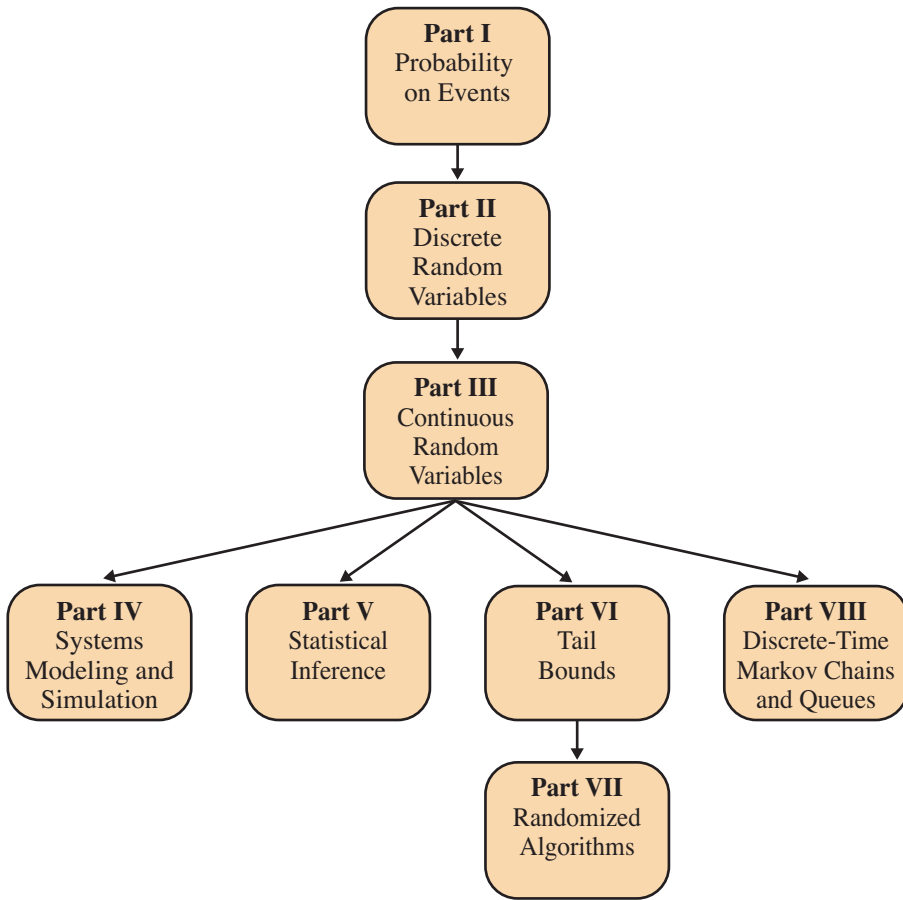 Part I
Probability
on Events
Part II
Discrete
Random
Variables
Part III
Continuous
Random
Variables
Part IV
Systems
Modeling and
Simulation
Part V
Statistical
Inference
Part VI
Tail
Bounds
Part VIII
Discrete-Time
Markov Chains
and Queues
Part VII
Randomized
Algorithms